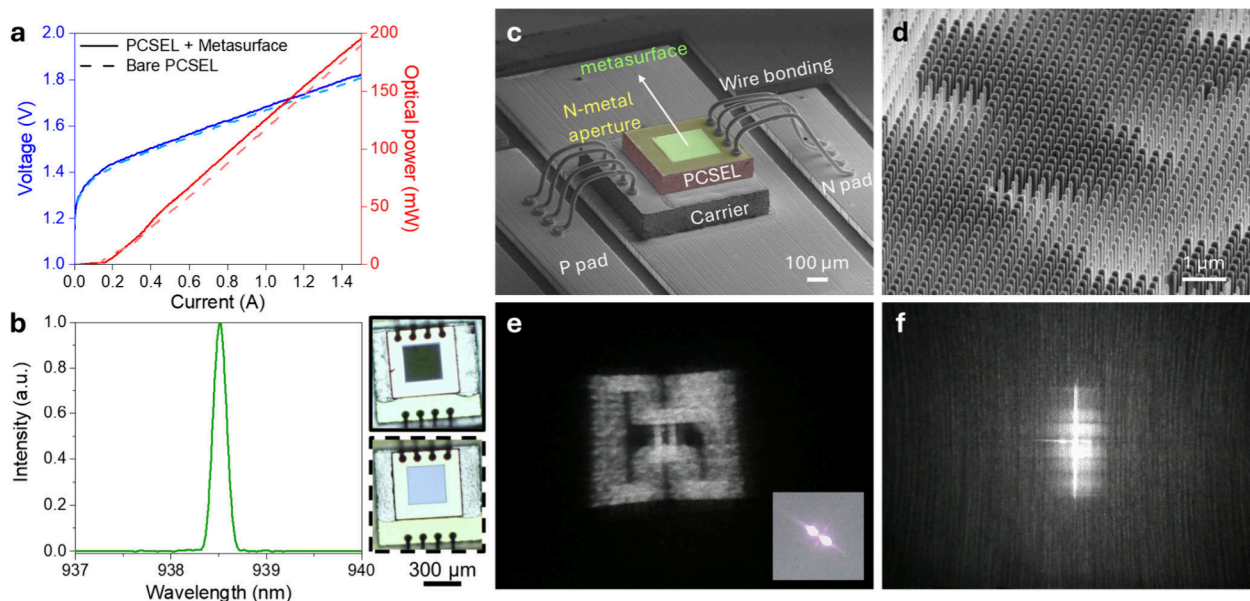 a
2.0
1.8
1.6
1.4
1.2
1.0
Voltage (V)
PCSEL + Metasurface
Bare PCSEL
200
150
100
50
0
Optical power (mW)
0.0 0.2 0.4 0.6 0.8 1.0 1.2 1.4
Current (A)
b
1.0
0.8
0.6
0.4
0.2
0.0
Intensity (a.u.)
937 938 939 940
Wavelength (nm)
300 μm
c
metasurface
Wire bonding
N-metal
aperture
PCSEL
N pad
Carrier
P pad
100 μm
d
1 μm
e
f